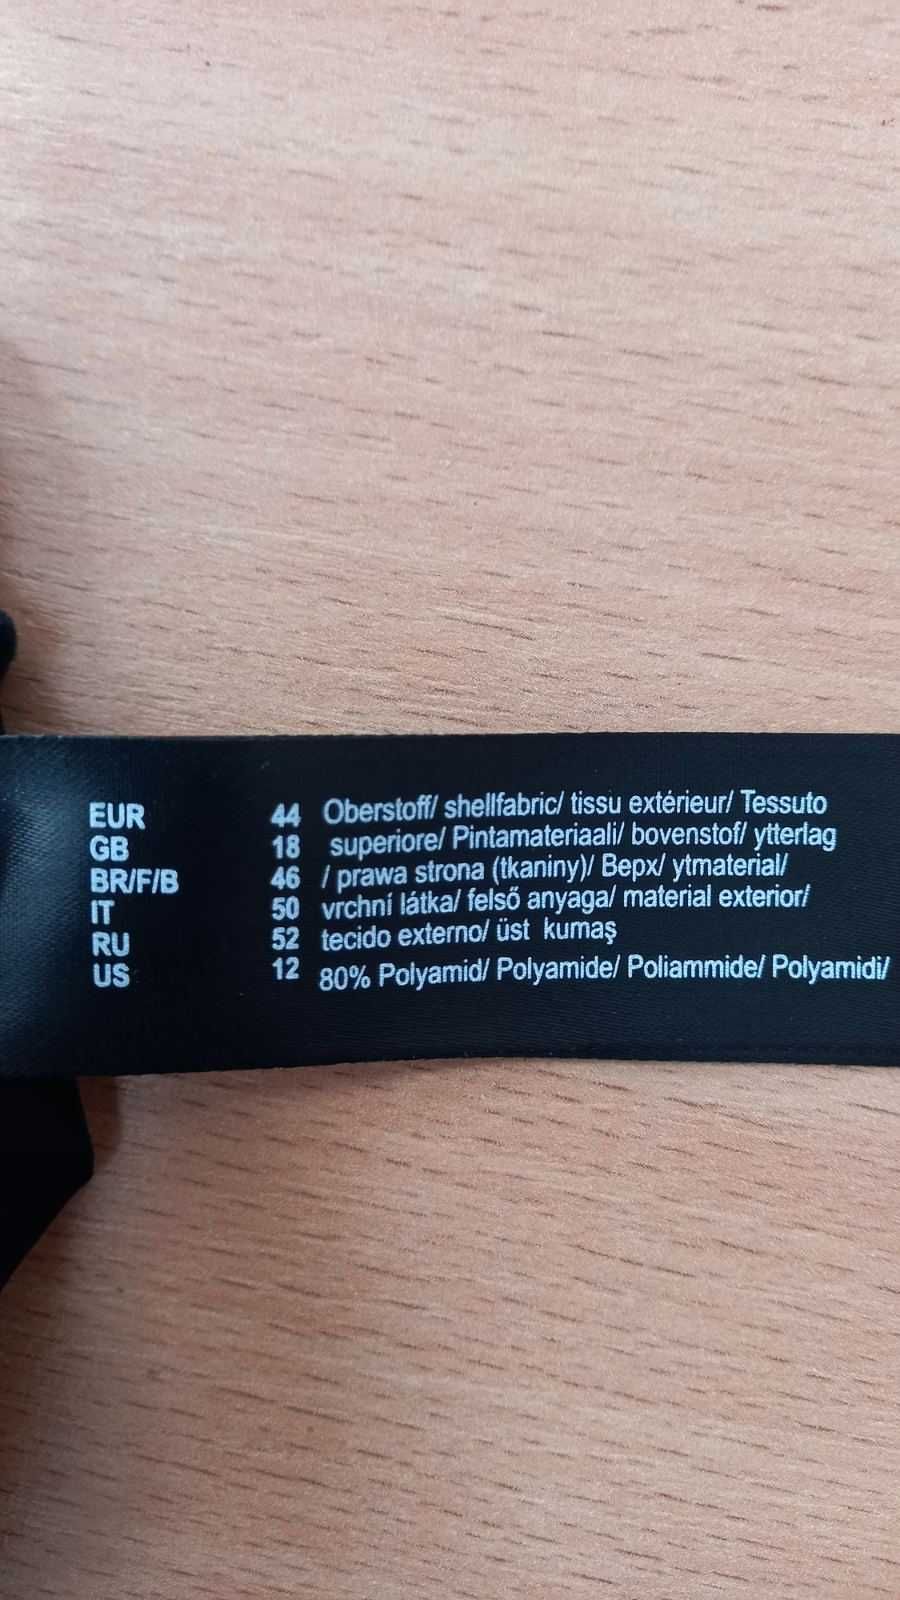 EUR 44
GB 18
BR/F/B 46
IT 50
RU 52
US 12
Oberstoff/ shellfabric/ tissu extérieur/ Tessuto
superiore/ Pintamateriaali/ bovenstof/ ytterlag
/ prawa strona (tkaniny)/ Верх/ ytmaterial/
vrchní látka/ felső anyaga/ material exterior/
tecido externo/ üst kumaş
80% Polyamid/ Polyamide/ Poliammide/ Polyamidi/